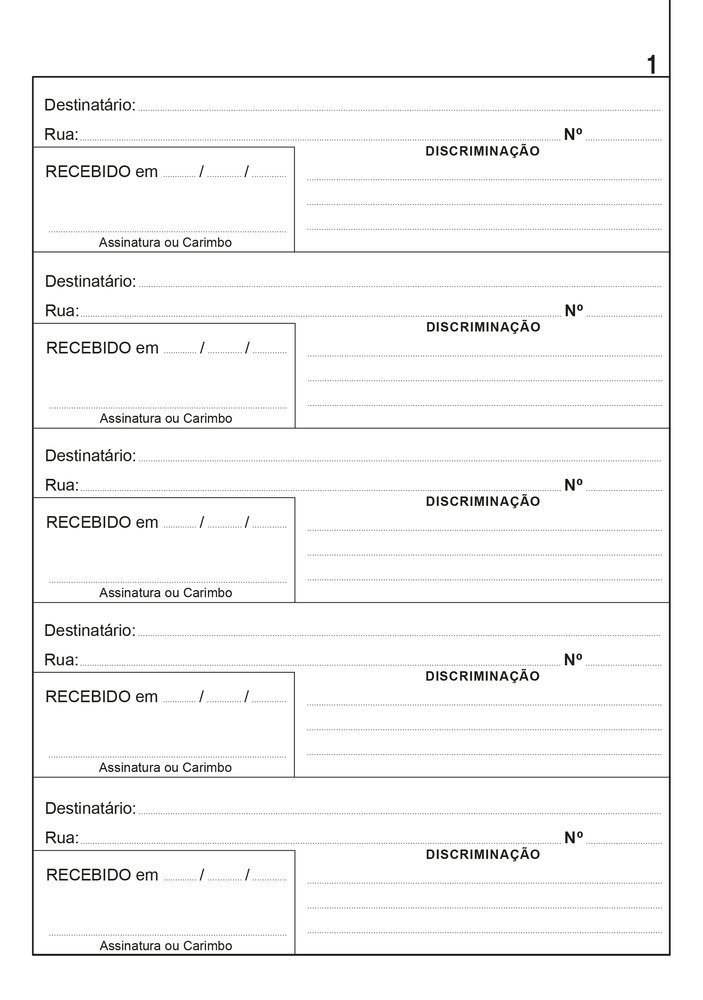 1
Destinatário:
Rua: Nº
DISCRIMINAÇÃO
RECEBIDO em / /
Assinatura ou Carimbo
Destinatário:
Rua: Nº
DISCRIMINAÇÃO
RECEBIDO em / /
Assinatura ou Carimbo
Destinatário:
Rua: Nº
DISCRIMINAÇÃO
RECEBIDO em / /
Assinatura ou Carimbo
Destinatário:
Rua: Nº
DISCRIMINAÇÃO
RECEBIDO em / /
Assinatura ou Carimbo
Destinatário:
Rua: Nº
DISCRIMINAÇÃO
RECEBIDO em / /
Assinatura ou Carimbo